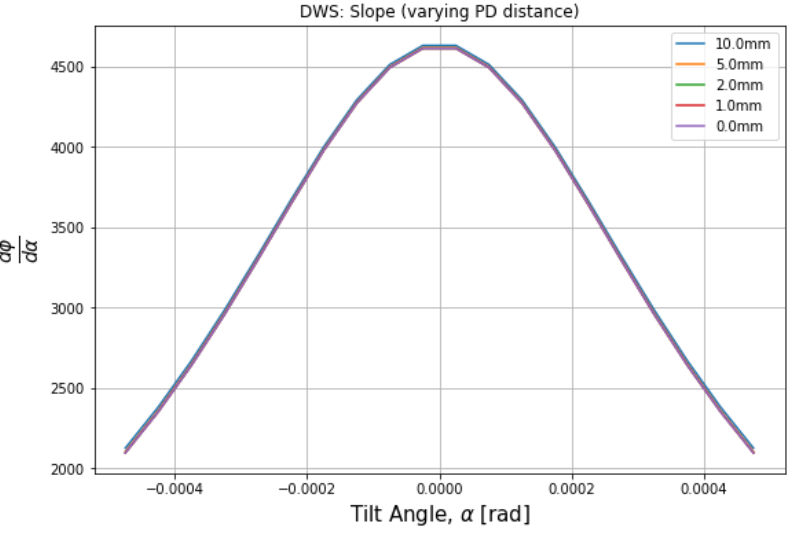 DWS: Slope (varying PD distance)
10.0mm
5.0mm
2.0mm
1.0mm
0.0mm
4500
4000
3500
3000
2500
2000
dφ
dα
−0.0004 −0.0002 0.0000 0.0002 0.0004
Tilt Angle, α [rad]